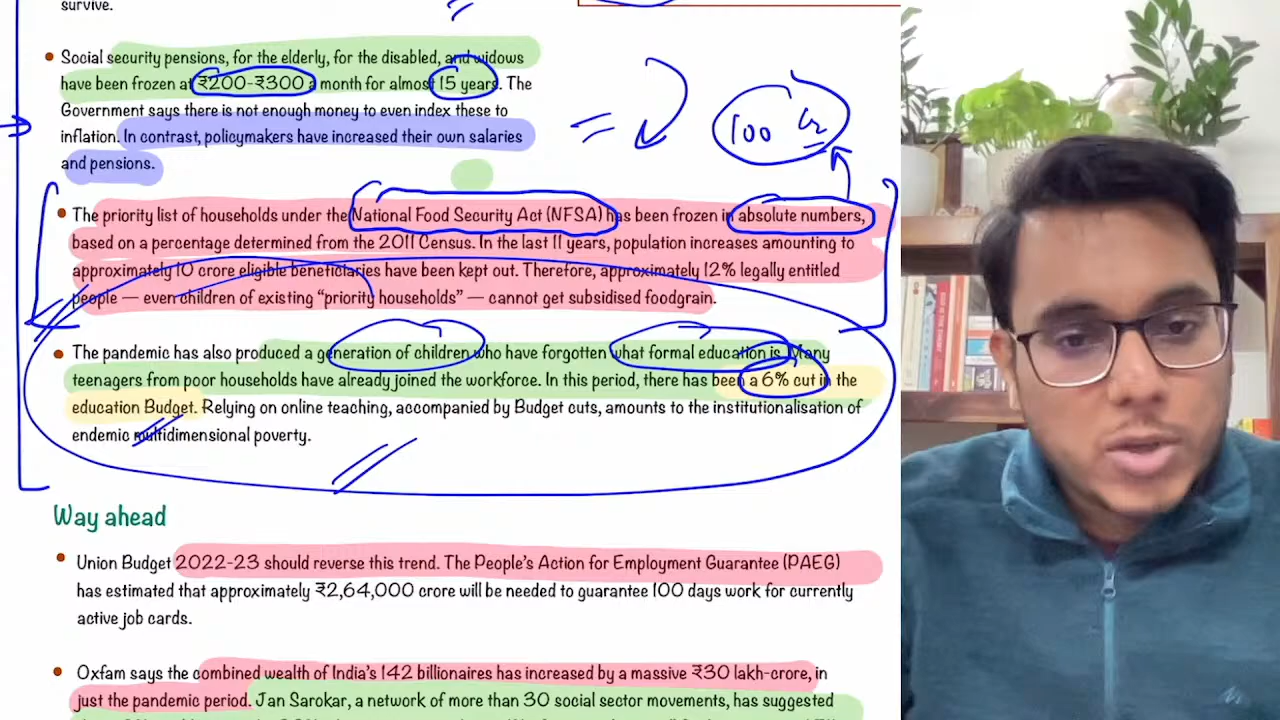 survive.
Social security pensions, for the elderly, for the disabled, and widows
have been frozen at ₹200-₹300 a month for almost 15 years. The
Government says there is not enough money to even index these to
inflation. In contrast, policymakers have increased their own salaries
and pensions.
100 Cr
The priority list of households under the National Food Security Act (NFSA) has been frozen in absolute numbers,
based on a percentage determined from the 2011 Census. In the last 11 years, population increases amounting to
approximately 10 crore eligible beneficiaries have been kept out. Therefore, approximately 12% legally entitled
people — even children of existing “priority households” — cannot get subsidised foodgrain.
The pandemic has also produced a generation of children who have forgotten what formal education is. Many
teenagers from poor households have already joined the workforce. In this period, there has been a 6% cut in the
education Budget. Relying on online teaching, accompanied by Budget cuts, amounts to the institutionalisation of
endemic multidimensional poverty.
Way ahead
Union Budget 2022-23 should reverse this trend. The People's Action for Employment Guarantee (PAEG)
has estimated that approximately ₹2,64,000 crore will be needed to guarantee 100 days work for currently
active job cards.
Oxfam says the combined wealth of India's 142 billionaires has increased by a massive ₹30 lakh-crore, in
just the pandemic period. Jan Sarokar, a network of more than 30 social sector movements, has suggested